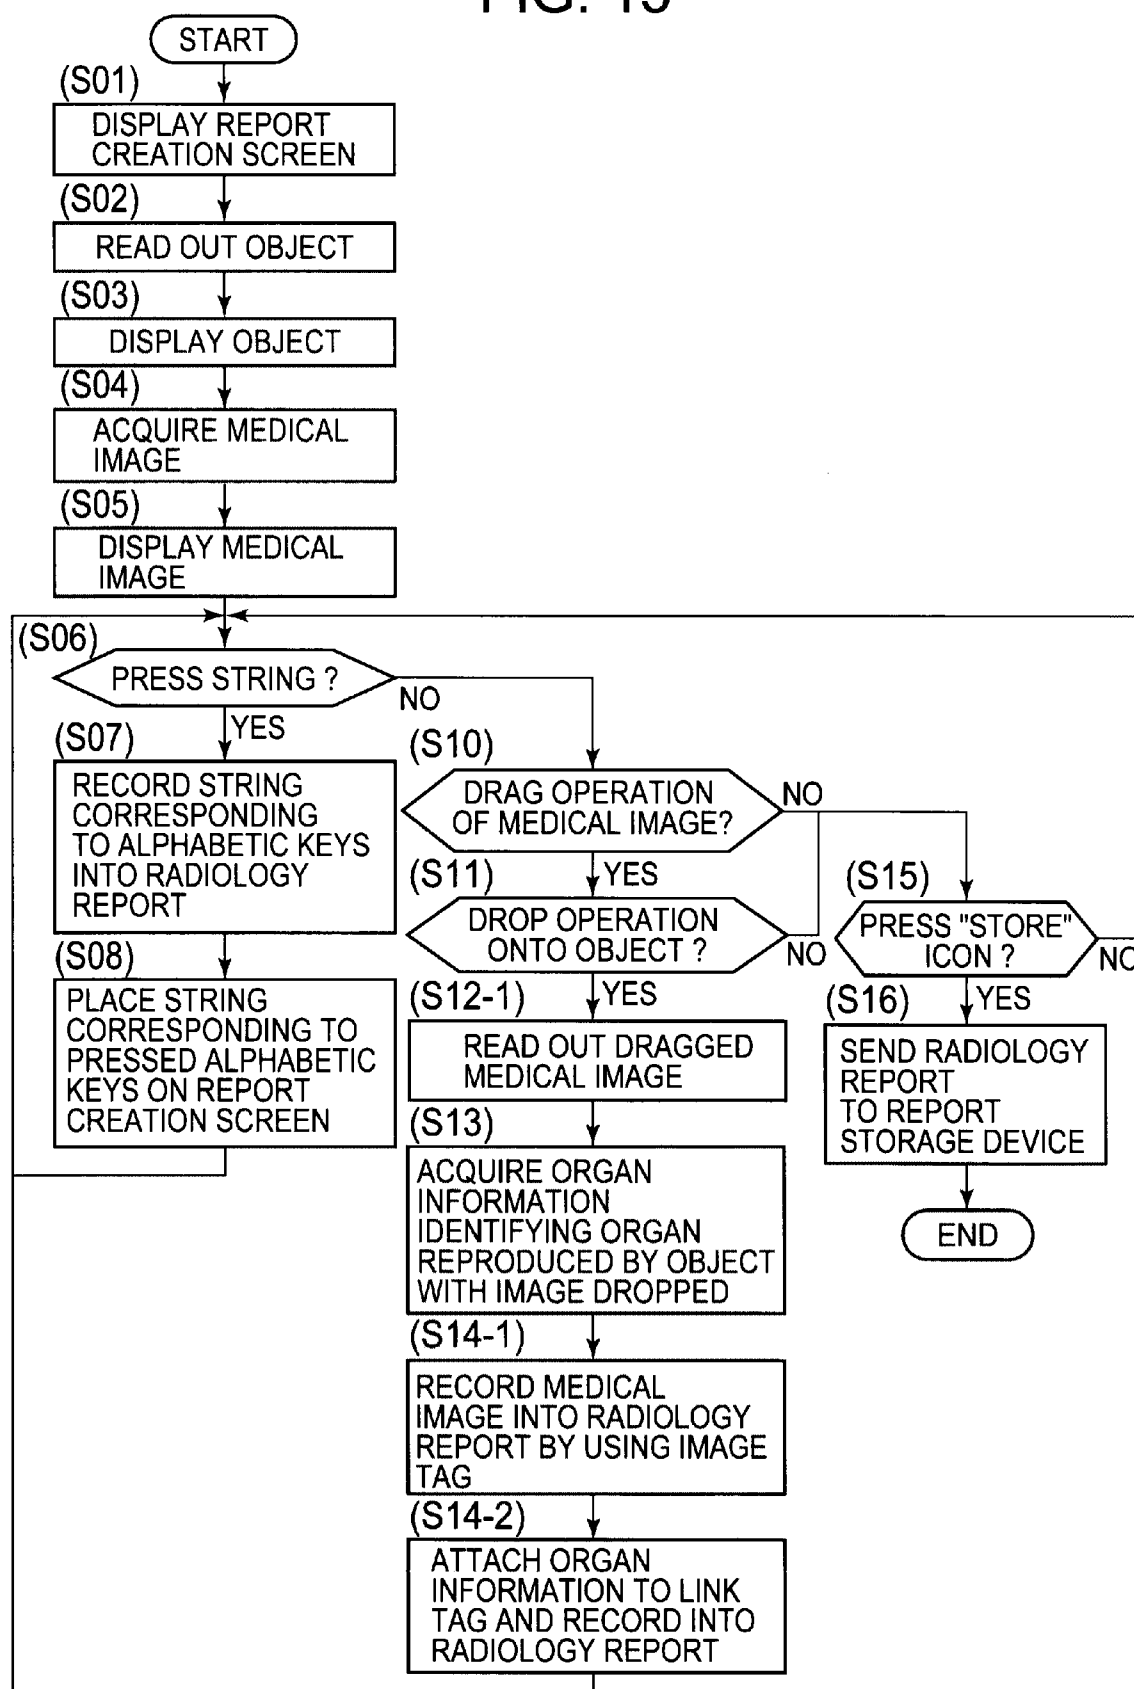 START
(S01)
DISPLAY REPORT
CREATION SCREEN
(S02)
READ OUT OBJECT
(S03)
DISPLAY OBJECT
(S04)
ACQUIRE MEDICAL
IMAGE
(S05)
DISPLAY MEDICAL
IMAGE
(S06)
PRESS STRING ?
NO
YES
(S07)
RECORD STRING
CORRESPONDING
TO ALPHABETIC KEYS
INTO RADIOLOGY
REPORT
(S08)
PLACE STRING
CORRESPONDING TO
PRESSED ALPHABETIC
KEYS ON REPORT
CREATION SCREEN
(S10)
DRAG OPERATION
OF MEDICAL IMAGE?
NO
YES
(S11)
DROP OPERATION
ONTO OBJECT ?
NO
YES
(S12-1)
READ OUT DRAGGED
MEDICAL IMAGE
(S13)
ACQUIRE ORGAN
INFORMATION
IDENTIFYING ORGAN
REPRODUCED BY OBJECT
WITH IMAGE DROPPED
(S14-1)
RECORD MEDICAL
IMAGE INTO RADIOLOGY
REPORT BY USING IMAGE
TAG
(S14-2)
ATTACH ORGAN
INFORMATION TO LINK
TAG AND RECORD INTO
RADIOLOGY REPORT
(S15)
PRESS "STORE"
ICON ?
NO
YES
(S16)
SEND RADIOLOGY
REPORT
TO REPORT
STORAGE DEVICE
END